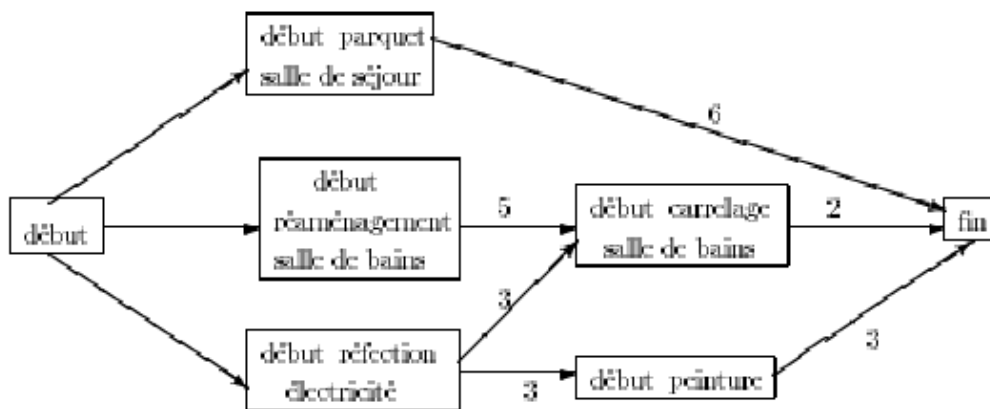 début parquet
salle de séjour
6
début
début
réaménagement
salle de bains
5
début carrelage
salle de bains
2
fin
3
début réfection
électricité
3
début peinture
3